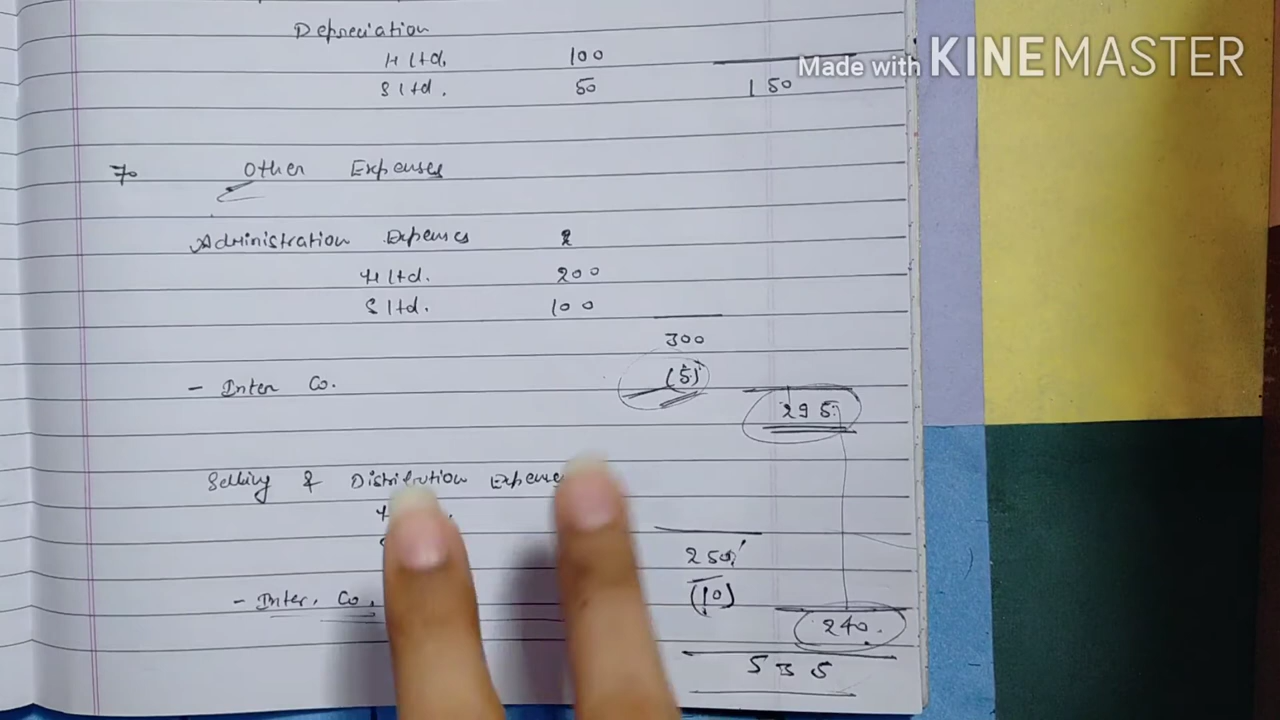 Depreciation
H Ltd. 100
Made with KINEMASTER
S Ltd. 50 150
7. Other Expenses
Administration Expenses
H Ltd. 200
S Ltd. 100
300
- Inter Co. (5)
295
Selling & Distribution Expense
250
- Inter. Co. (10)
240.
535